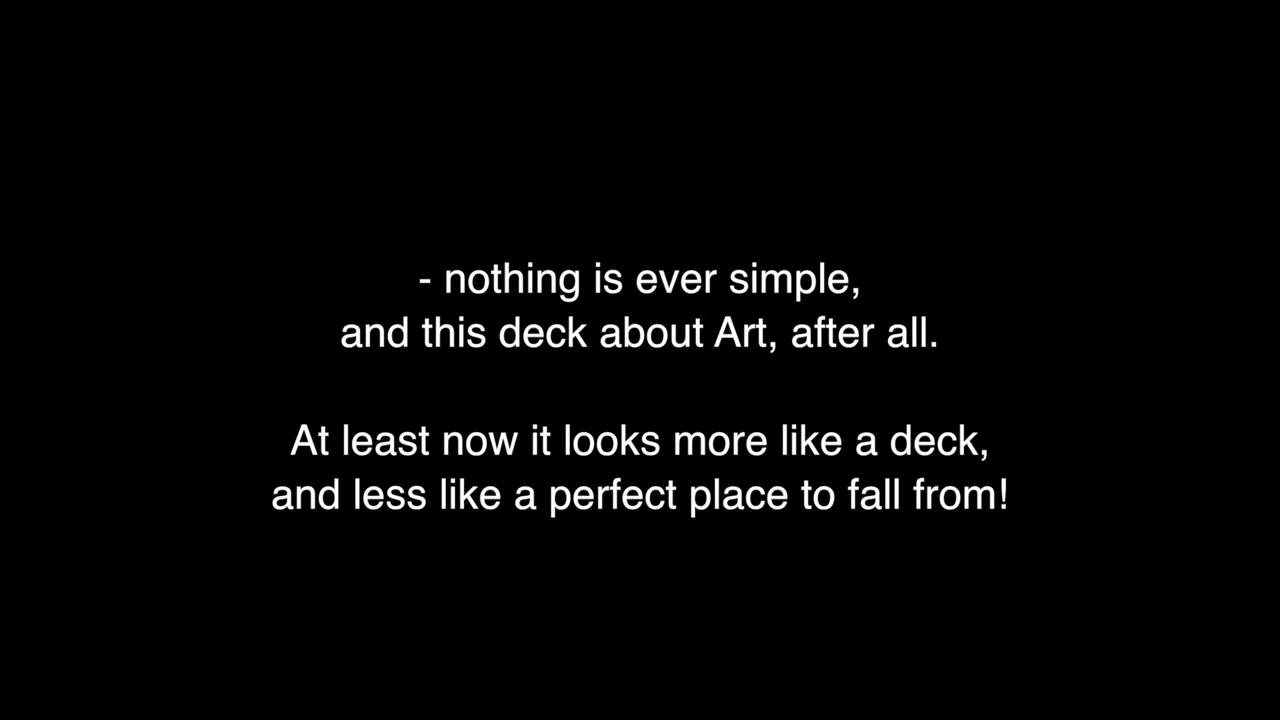 - nothing is ever simple,
and this deck about Art, after all.
At least now it looks more like a deck,
and less like a perfect place to fall from!